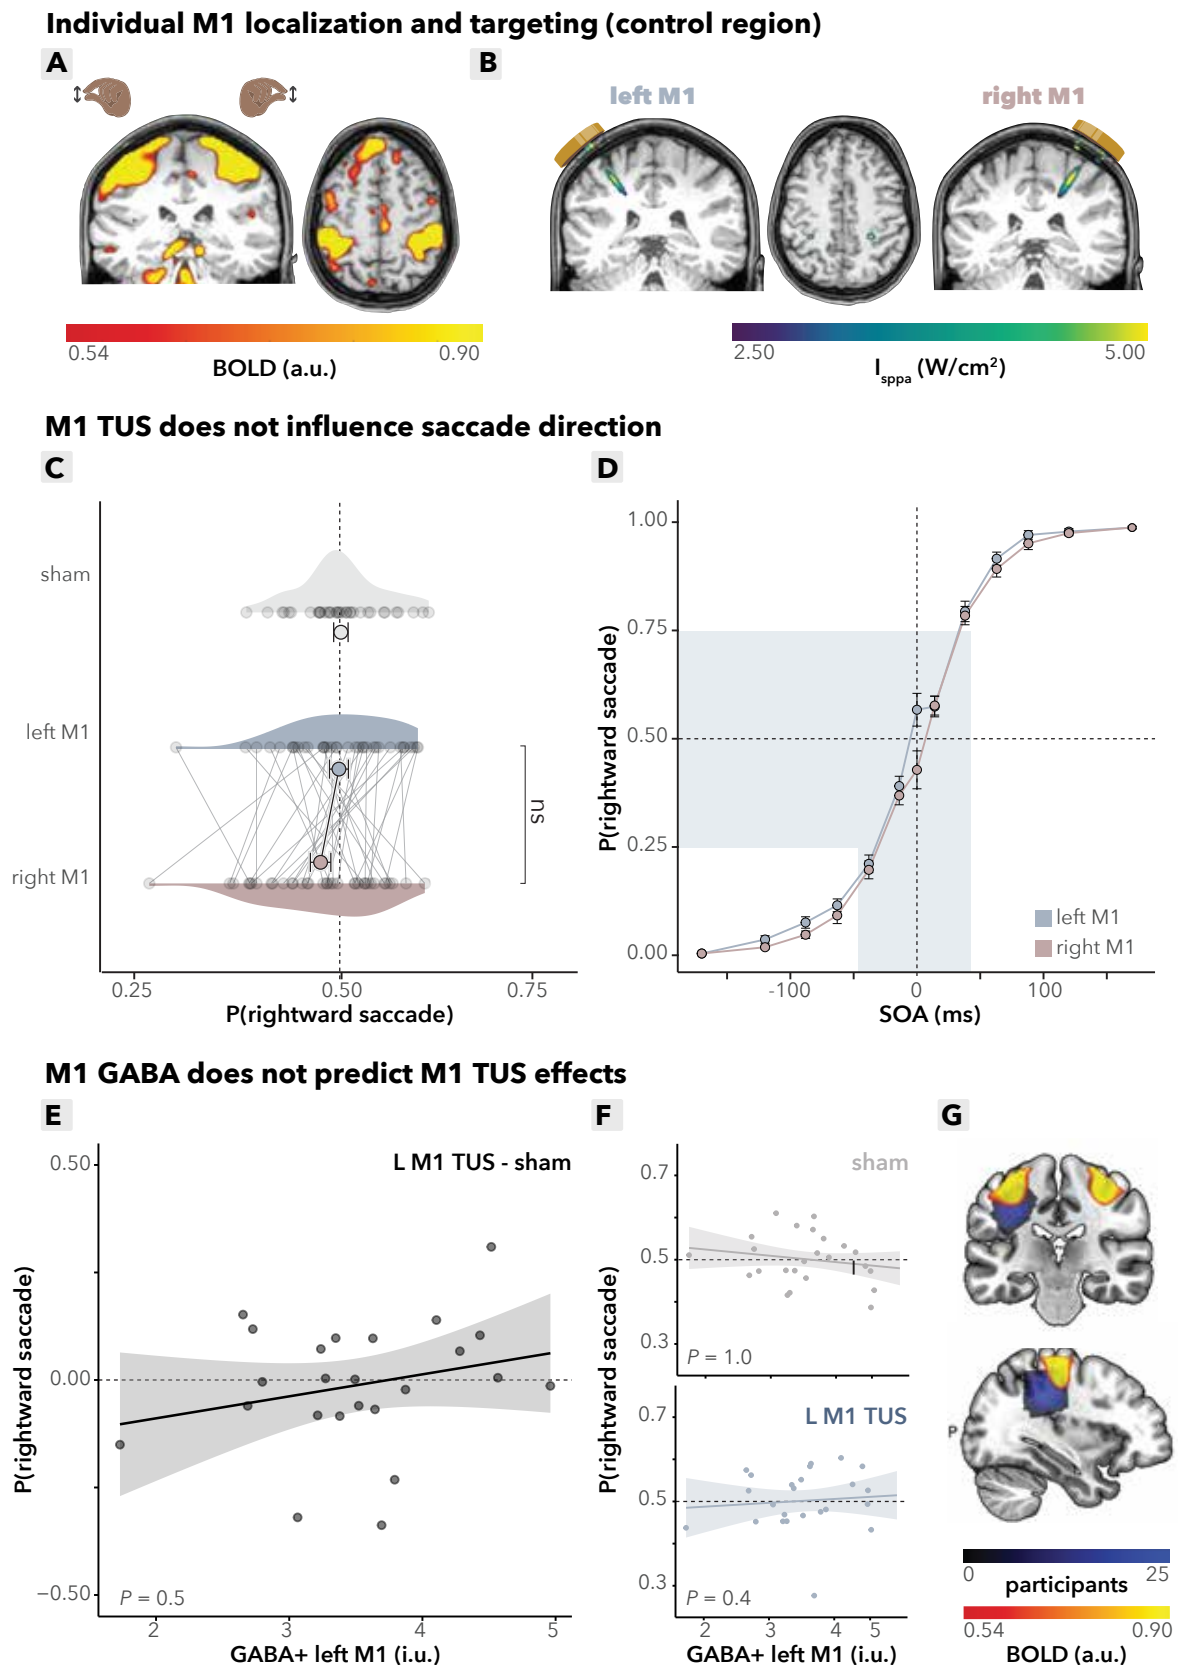 Individual M1 localization and targeting (control region)
A
B
left M1
right M1
0.54
0.90
BOLD (a.u.)
2.50
5.00
Isppa (W/cm²)
M1 TUS does not influence saccade direction
C
sham
left M1
right M1
ns
0.25
0.50
0.75
P(rightward saccade)
D
1.00
0.75
0.50
0.25
0.00
P(rightward saccade)
left M1
right M1
-100
0
100
SOA (ms)
M1 GABA does not predict M1 TUS effects
E
L M1 TUS - sham
0.50
0.00
−0.50
P(rightward saccade)
P = 0.5
2
3
4
5
GABA+ left M1 (i.u.)
F
sham
0.7
0.5
0.3
P = 1.0
P(rightward saccade)
L M1 TUS
0.7
0.5
0.3
P = 0.4
2
3
4
5
GABA+ left M1 (i.u.)
G
P
0
25
participants
0.54
0.90
BOLD (a.u.)